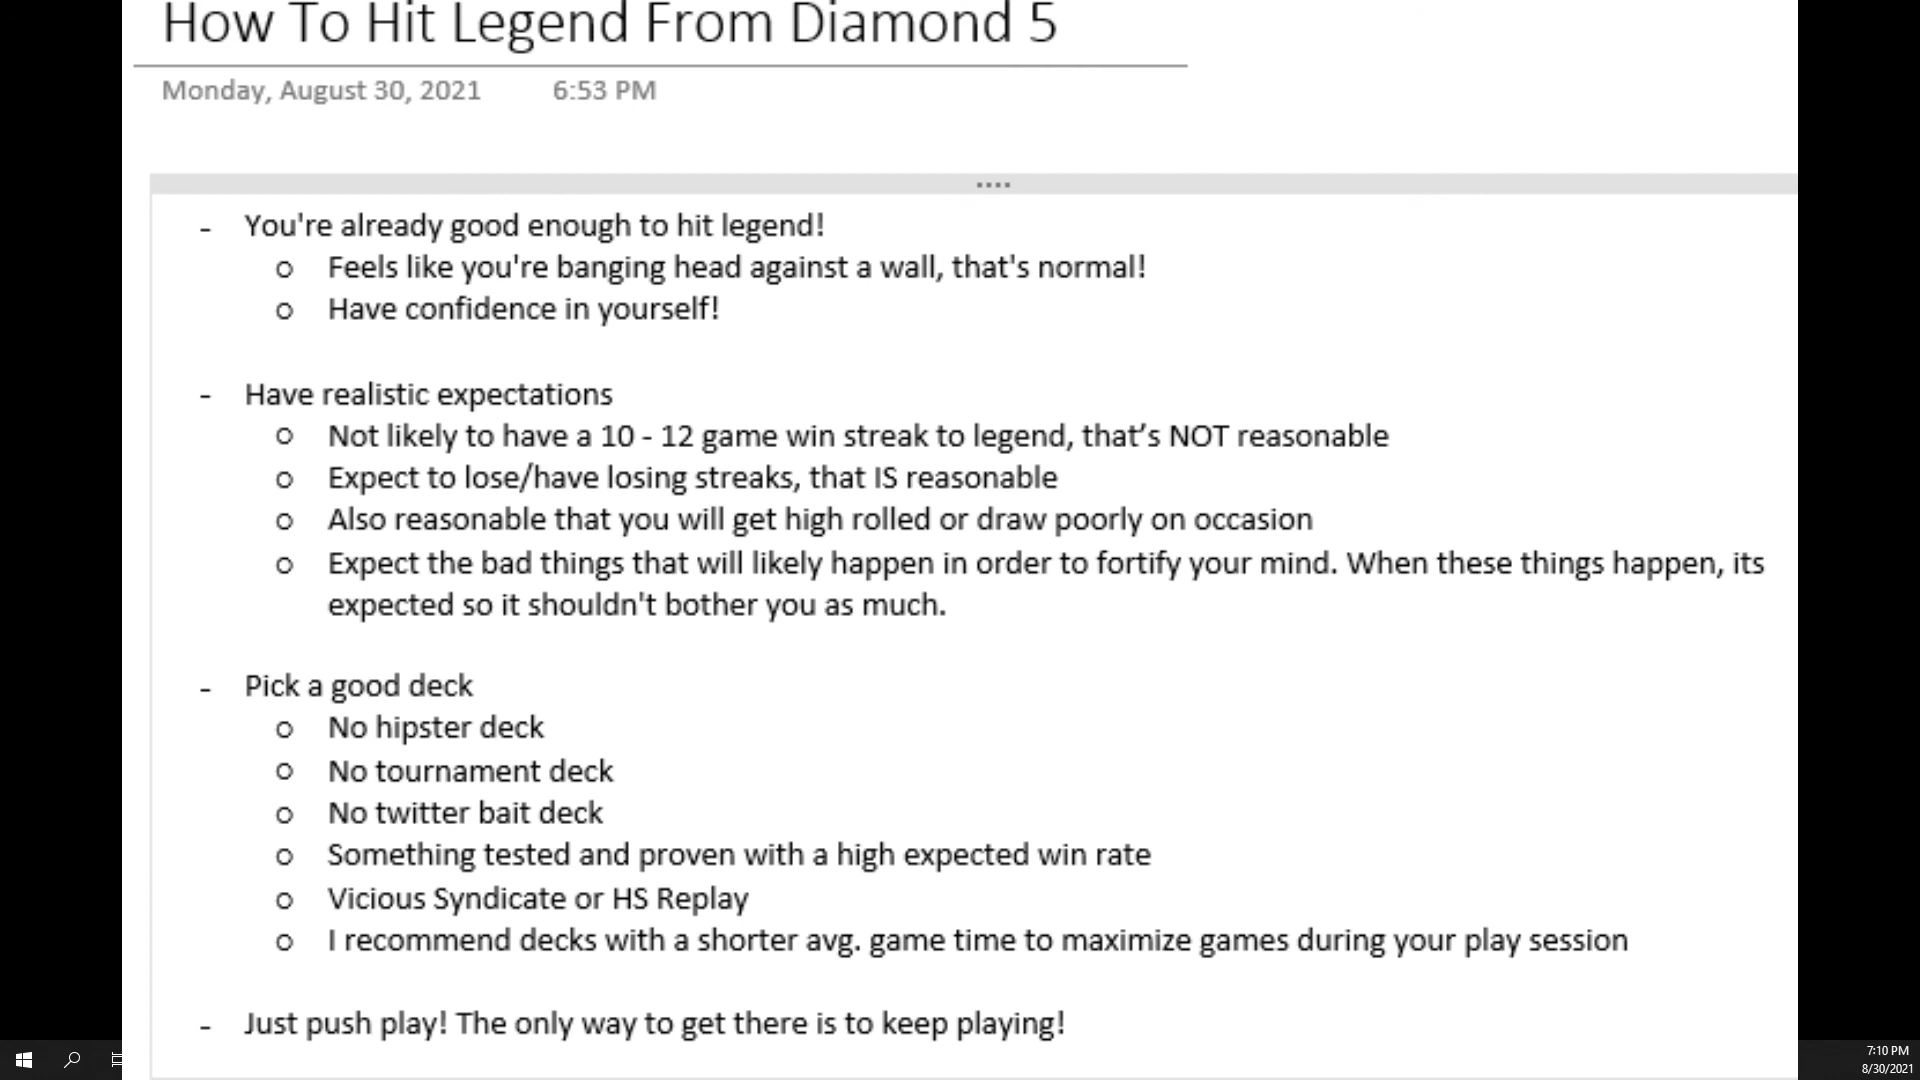 How To Hit Legend From Diamond 5
Monday, August 30, 2021 6:53 PM
- You're already good enough to hit legend!
o Feels like you're banging head against a wall, that's normal!
o Have confidence in yourself!
- Have realistic expectations
o Not likely to have a 10 - 12 game win streak to legend, that’s NOT reasonable
o Expect to lose/have losing streaks, that IS reasonable
o Also reasonable that you will get high rolled or draw poorly on occasion
o Expect the bad things that will likely happen in order to fortify your mind. When these things happen, its
expected so it shouldn't bother you as much.
- Pick a good deck
o No hipster deck
o No tournament deck
o No twitter bait deck
o Something tested and proven with a high expected win rate
o Vicious Syndicate or HS Replay
o I recommend decks with a shorter avg. game time to maximize games during your play session
- Just push play! The only way to get there is to keep playing!
7:10 PM
8/30/2021